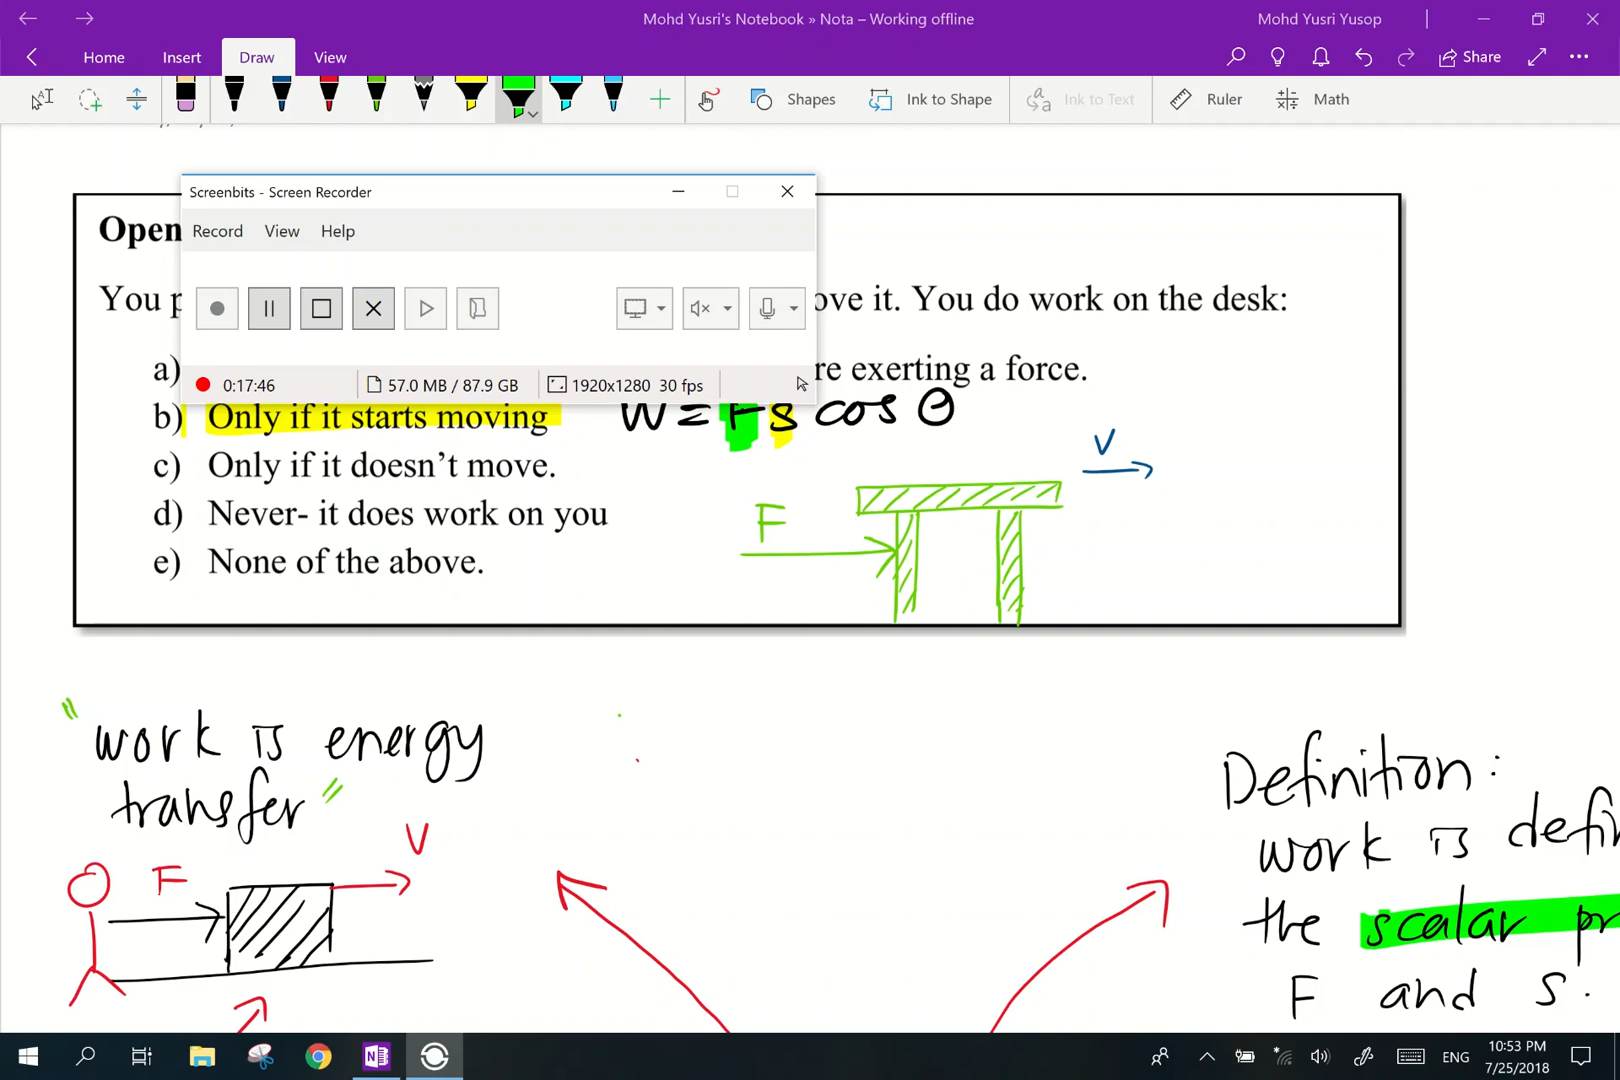 Mohd Yusri's Notebook » Nota – Working offline
Mohd Yusri Yusop
Home Insert Draw View
Share
Shapes
Ink to Shape
Ink to Text
Ruler
Math
Screenbits - Screen Recorder
Record View Help
0:17:46
57.0 MB / 87.9 GB
1920x1280 30 fps
Open
You p
ove it. You do work on the desk:
a)
re exerting a force.
b) Only if it starts moving
W = F s cos θ
c) Only if it doesn't move.
d) Never- it does work on you
e) None of the above.
V
F
"work is energy
transfer"
V
F
Definition:
work is defin
the scalar pr
F and S.
ENG
10:53 PM
7/25/2018